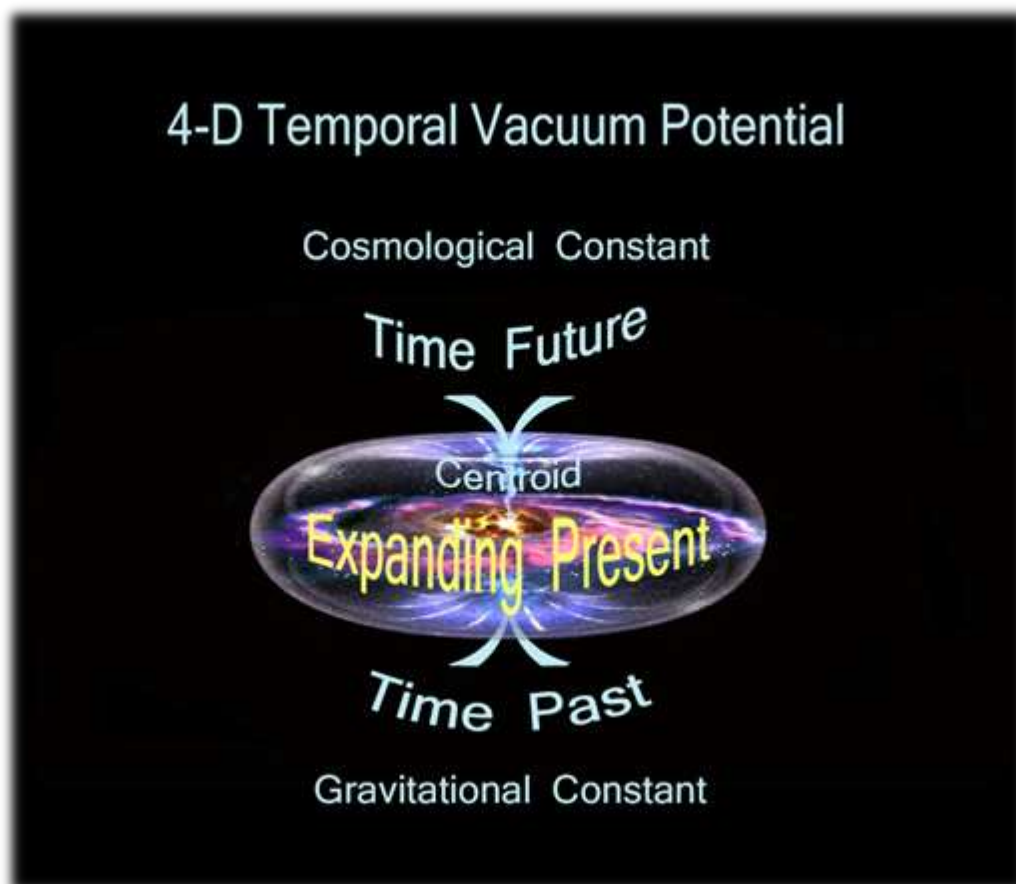 4-D Temporal Vacuum Potential
Cosmological Constant
Time Future
Centroid
Expanding Present
Time Past
Gravitational Constant